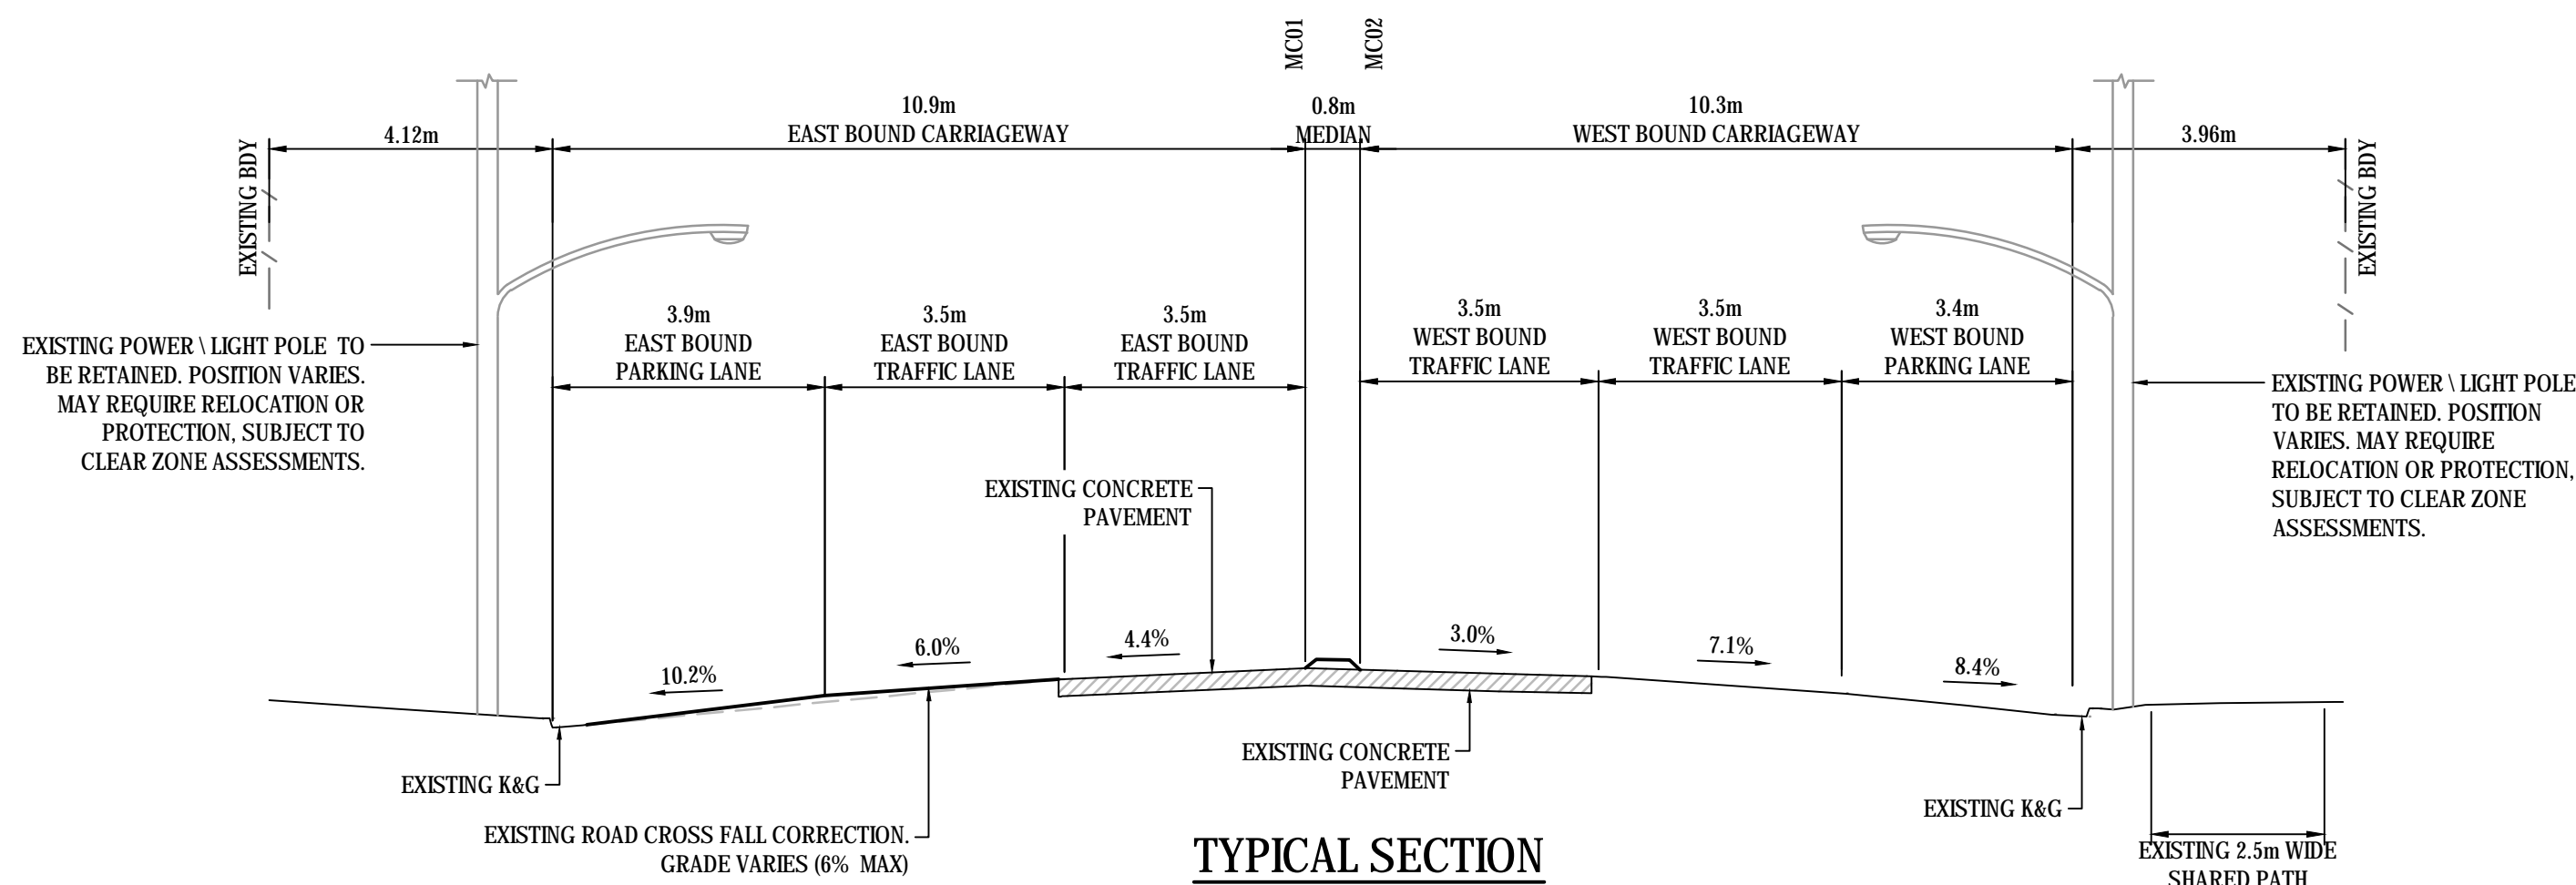 MC01
MC02
4.12m
10.9m
EAST BOUND CARRIAGEWAY
0.8m
MEDIAN
10.3m
WEST BOUND CARRIAGEWAY
3.96m
EXISTING BDY
EXISTING BDY
EXISTING POWER \ LIGHT POLE TO
BE RETAINED. POSITION VARIES.
MAY REQUIRE RELOCATION OR
PROTECTION, SUBJECT TO
CLEAR ZONE ASSESSMENTS.
3.9m
EAST BOUND
PARKING LANE
3.5m
EAST BOUND
TRAFFIC LANE
3.5m
EAST BOUND
TRAFFIC LANE
3.5m
WEST BOUND
TRAFFIC LANE
3.5m
WEST BOUND
TRAFFIC LANE
3.4m
WEST BOUND
PARKING LANE
EXISTING POWER \ LIGHT POLE
TO BE RETAINED. POSITION
VARIES. MAY REQUIRE
RELOCATION OR PROTECTION,
SUBJECT TO CLEAR ZONE
ASSESSMENTS.
EXISTING CONCRETE
PAVEMENT
10.2%
6.0%
4.4%
3.0%
7.1%
8.4%
EXISTING K&G
EXISTING ROAD CROSS FALL CORRECTION.
GRADE VARIES (6% MAX)
EXISTING CONCRETE
PAVEMENT
EXISTING K&G
EXISTING 2.5m WIDE
SHARED PATH
TYPICAL SECTION